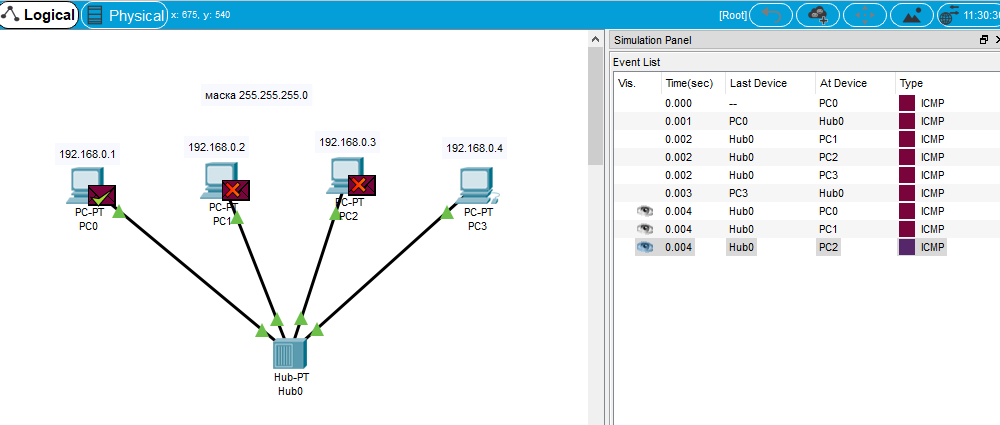 Logical Physical x: 675, y: 540 [Root]
Simulation Panel
Event List
Vis. Time(sec) Last Device At Device Type
0.000 -- PC0 ICMP
0.001 PC0 Hub0 ICMP
0.002 Hub0 PC1 ICMP
0.002 Hub0 PC2 ICMP
0.002 Hub0 PC3 ICMP
0.003 PC3 Hub0 ICMP
0.004 Hub0 PC0 ICMP
0.004 Hub0 PC1 ICMP
0.004 Hub0 PC2 ICMP
маска 255.255.255.0
192.168.0.1
PC-PT
PC0
192.168.0.2
PC-PT
PC1
192.168.0.3
PC-PT
PC2
192.168.0.4
PC-PT
PC3
Hub-PT
Hub0